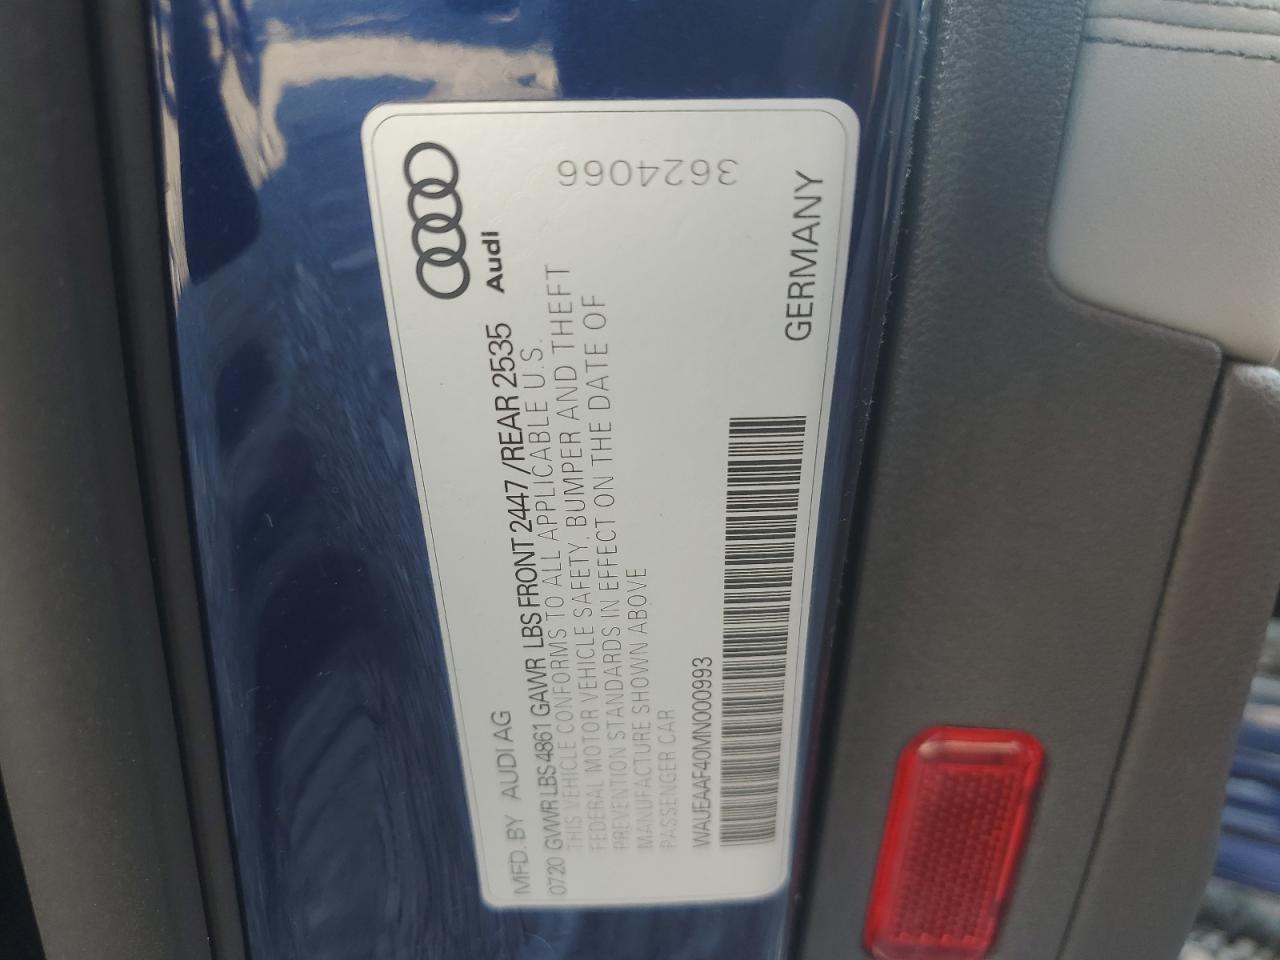 MFD. BY AUDI AG
Audi
0720 GVWR LBS 4861 GAWR LBS FRONT 2447 / REAR 2535
THIS VEHICLE CONFORMS TO ALL APPLICABLE U.S.
FEDERAL MOTOR VEHICLE SAFETY, BUMPER AND THEFT
PREVENTION STANDARDS IN EFFECT ON THE DATE OF
MANUFACTURE SHOWN ABOVE
PASSENGER CAR
WAUEAAF40MN000993
GERMANY
3624066